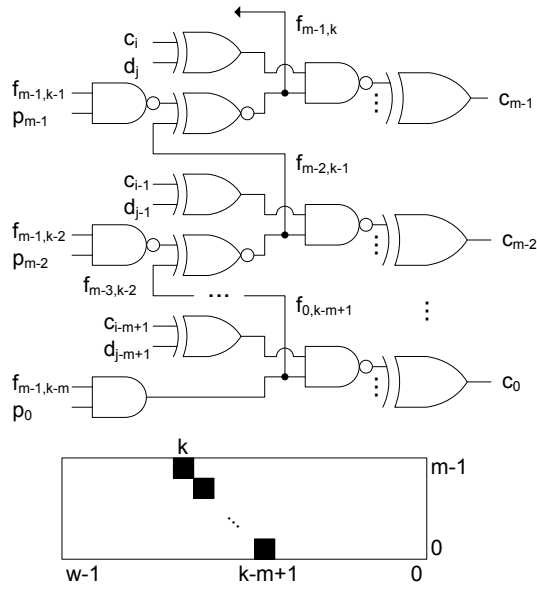 f_{m-1,k}
c_i
d_j
f_{m-1,k-1}
p_{m-1}
c_{m-1}
f_{m-2,k-1}
c_{i-1}
d_{j-1}
f_{m-1,k-2}
p_{m-2}
c_{m-2}
f_{m-3,k-2}
...
f_{0,k-m+1}
c_{i-m+1}
d_{j-m+1}
f_{m-1,k-m}
p_0
c_0
k
m-1
0
w-1
k-m+1
0